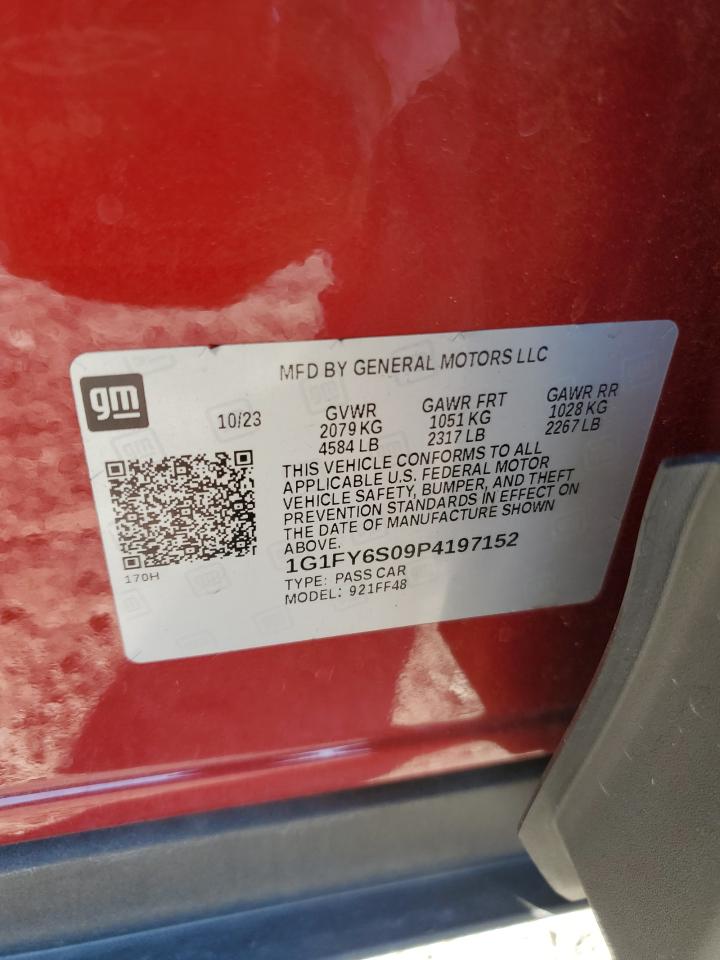 MFD BY GENERAL MOTORS LLC
gm
10/23
GVWR
2079 KG
4584 LB
GAWR FRT
1051 KG
2317 LB
GAWR RR
1028 KG
2267 LB
THIS VEHICLE CONFORMS TO ALL
APPLICABLE U.S. FEDERAL MOTOR
VEHICLE SAFETY, BUMPER, AND THEFT
PREVENTION STANDARDS IN EFFECT ON
THE DATE OF MANUFACTURE SHOWN
ABOVE.
1G1FY6S09P4197152
TYPE: PASS CAR
MODEL: 921FF48
170H